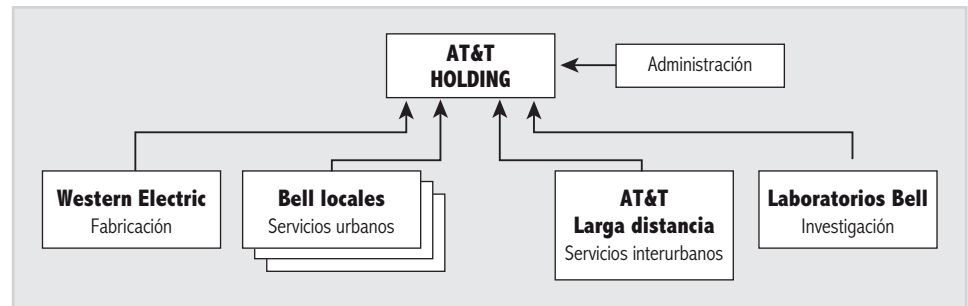 AT&T
HOLDING
Administración
Western Electric
Fabricación
Bell locales
Servicios urbanos
AT&T
Larga distancia
Servicios interurbanos
Laboratorios Bell
Investigación